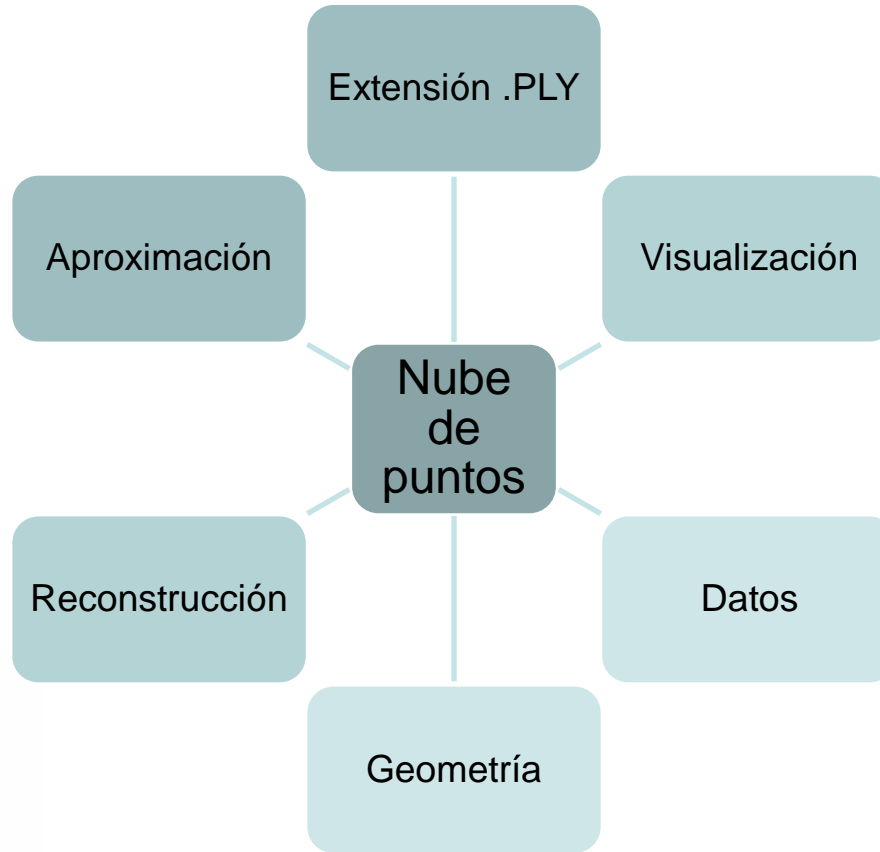 Extensión .PLY
Aproximación
Visualización
Nube
de
puntos
Reconstrucción
Datos
Geometría